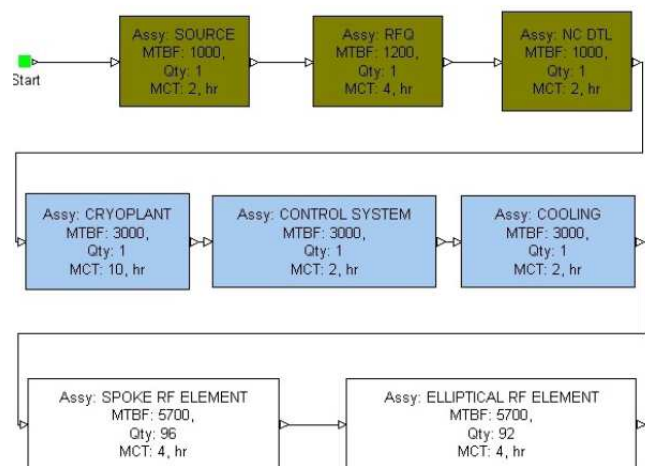 Start
Assy: SOURCE
MTBF: 1000,
Qty: 1
MCT: 2, hr
Assy: RFQ
MTBF: 1200,
Qty: 1
MCT: 4, hr
Assy: NC DTL
MTBF: 1000,
Qty: 1
MCT: 2, hr
Assy: CRYOPLANT
MTBF: 3000,
Qty: 1
MCT: 10, hr
Assy: CONTROL SYSTEM
MTBF: 3000,
Qty: 1
MCT: 2, hr
Assy: COOLING
MTBF: 3000,
Qty: 1
MCT: 2, hr
Assy: SPOKE RF ELEMENT
MTBF: 5700,
Qty: 96
MCT: 4, hr
Assy: ELLIPTICAL RF ELEMENT
MTBF: 5700,
Qty: 92
MCT: 4, hr